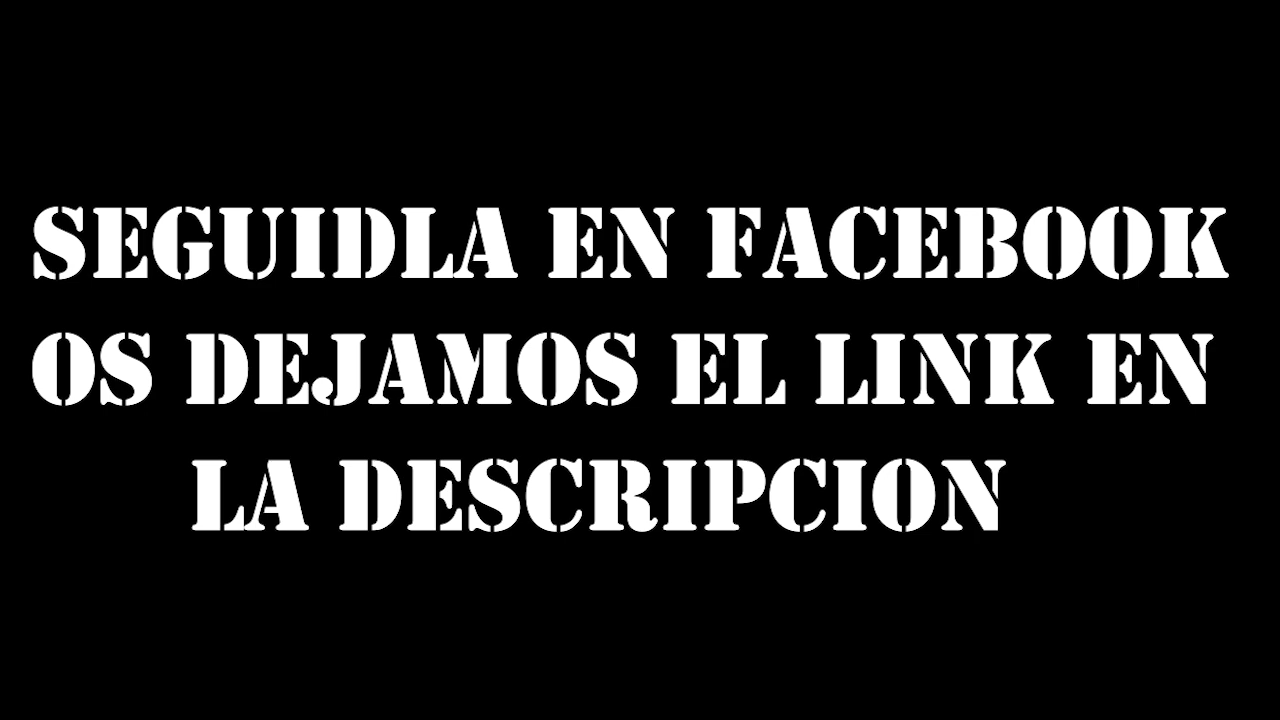 SEGUIDLA EN FACEBOOK
OS DEJAMOS EL LINK EN
LA DESCRIPCION